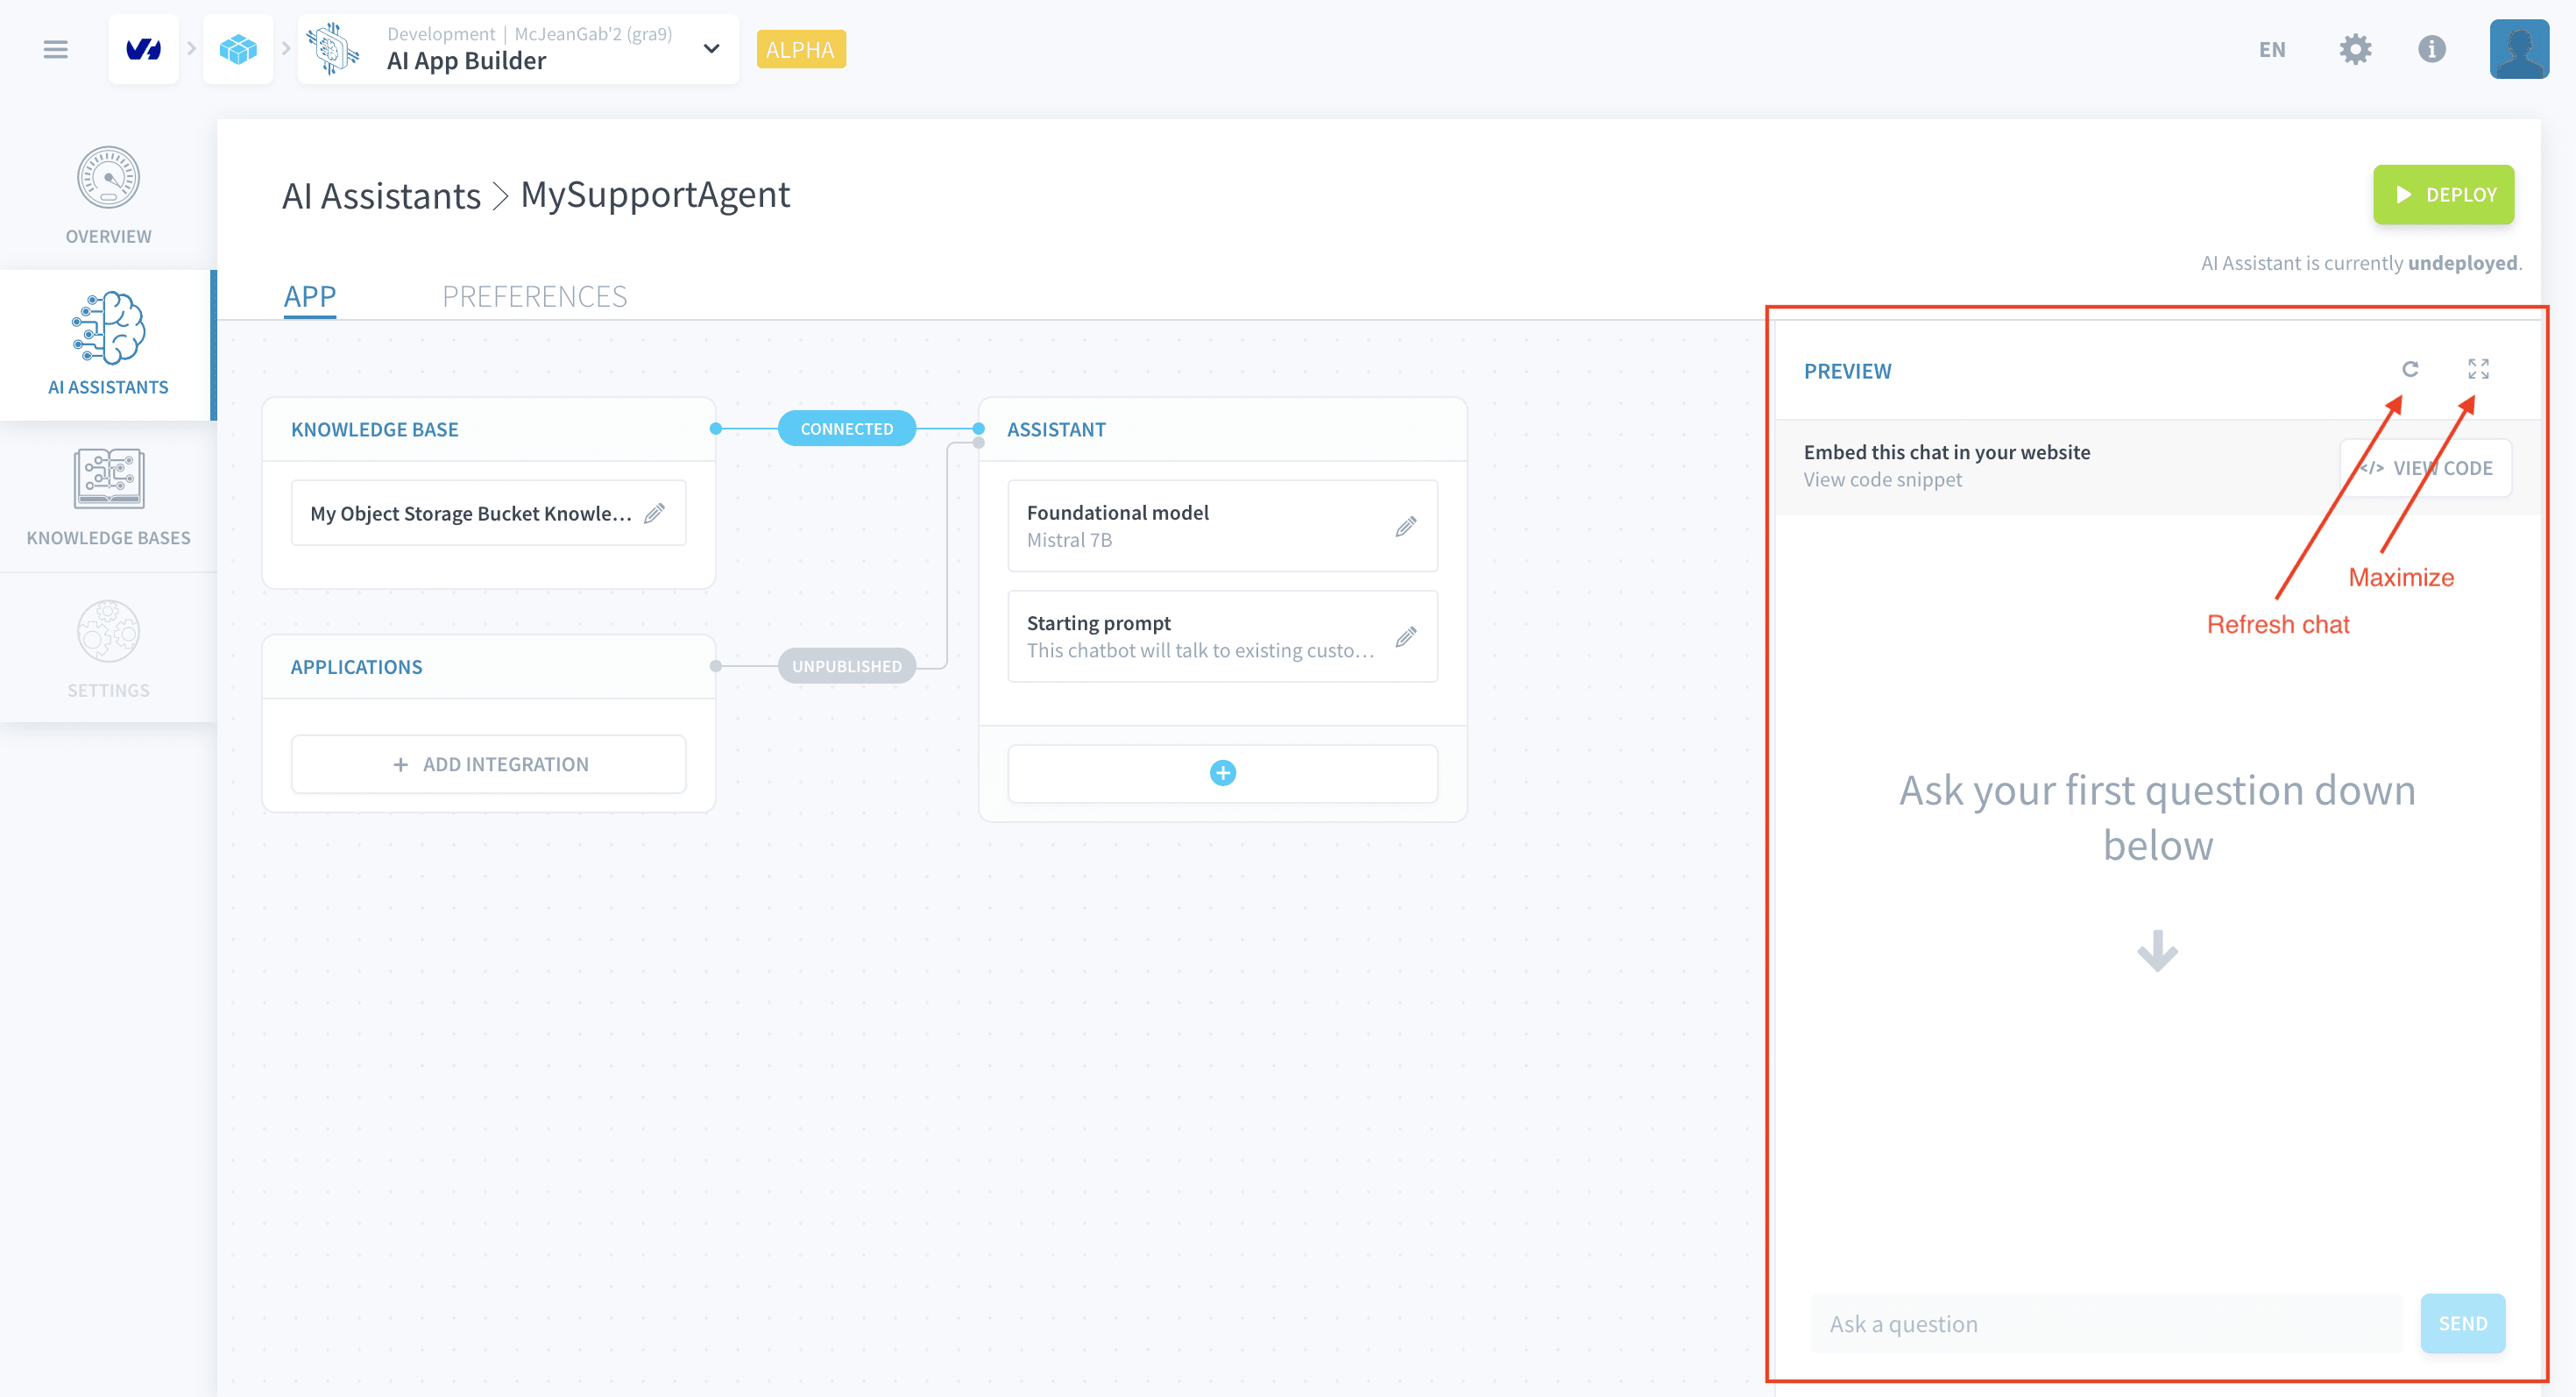 Development | McJeanGab'2 (gra9)
AI App Builder
ALPHA
EN
OVERVIEW
AI ASSISTANTS
KNOWLEDGE BASES
SETTINGS
AI Assistants > MySupportAgent
DEPLOY
AI Assistant is currently undeployed.
APP
PREFERENCES
KNOWLEDGE BASE
My Object Storage Bucket Knowle...
CONNECTED
APPLICATIONS
ADD INTEGRATION
UNPUBLISHED
ASSISTANT
Foundational model
Mistral 7B
Starting prompt
This chatbot will talk to existing custo...
PREVIEW
Embed this chat in your website
View code snippet
</> VIEW CODE
Maximize
Refresh chat
Ask your first question down
below
Ask a question
SEND